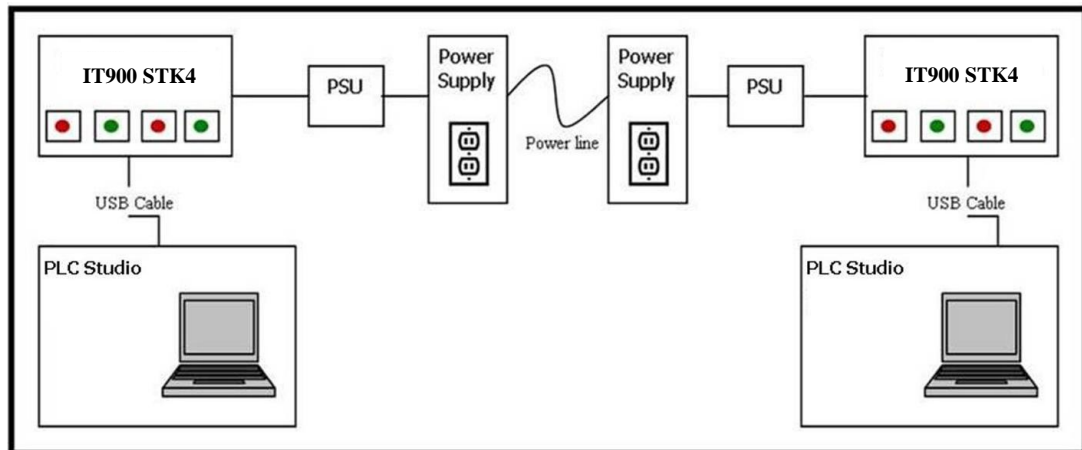 IT900 STK4
PSU
Power
Supply
Power line
Power
Supply
PSU
IT900 STK4
USB Cable
USB Cable
PLC Studio
PLC Studio